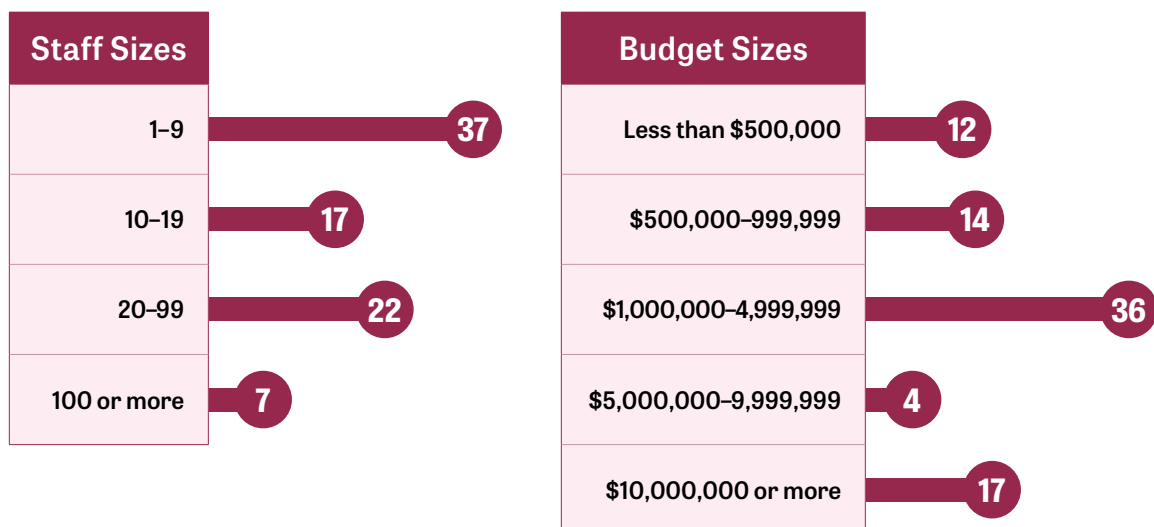 Staff Sizes
1–9 37
10–19 17
20–99 22
100 or more 7
Budget Sizes
Less than $500,000 12
$500,000–999,999 14
$1,000,000–4,999,999 36
$5,000,000–9,999,999 4
$10,000,000 or more 17